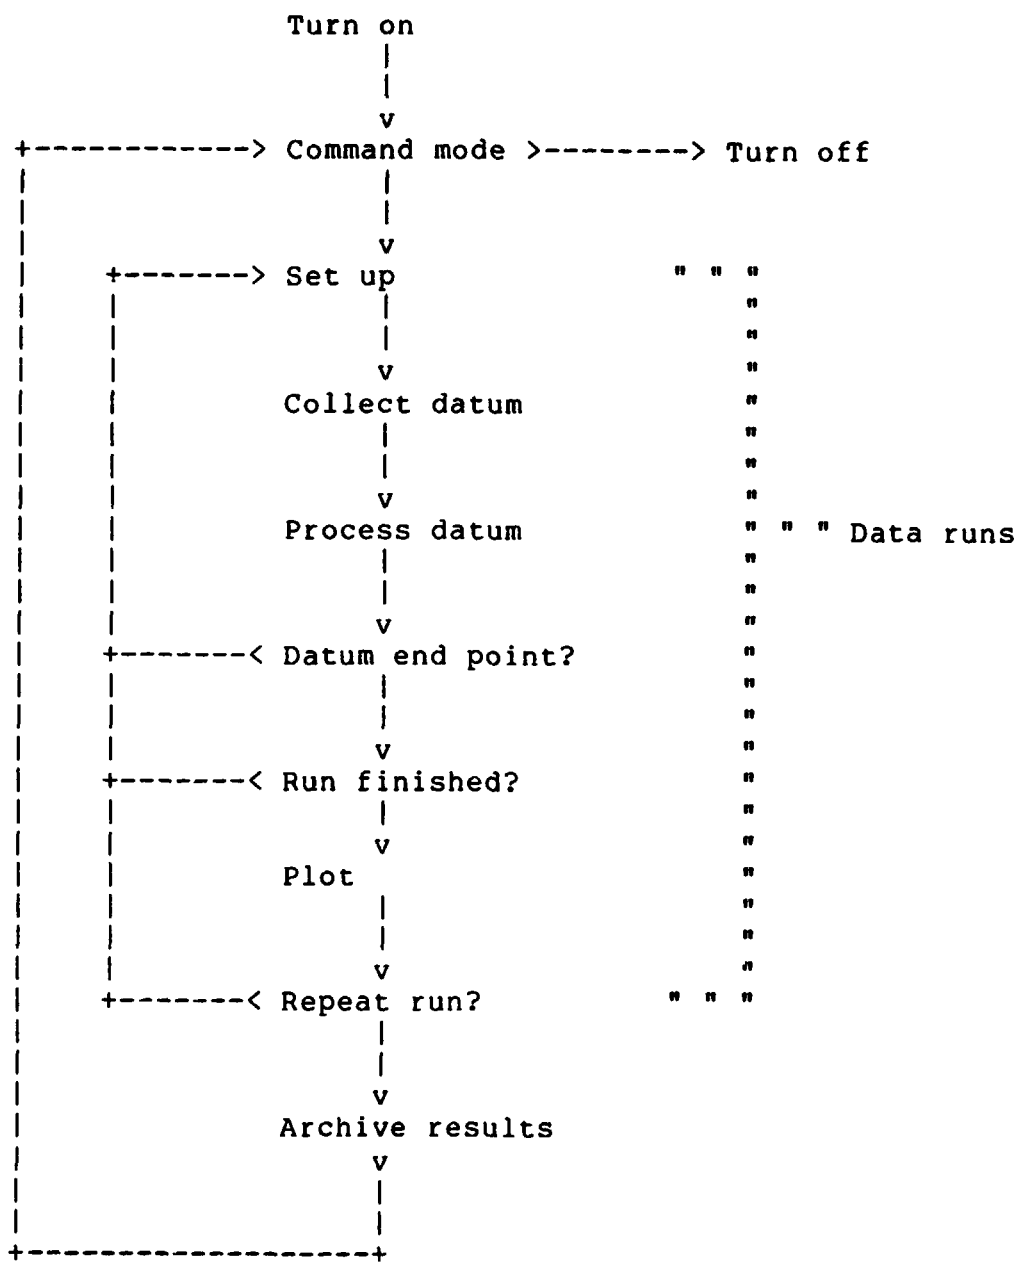 Turn on
Command mode >--------> Turn off
Set up
Collect datum
Process datum
Data runs
Datum end point?
Run finished?
Plot
Repeat run?
Archive results